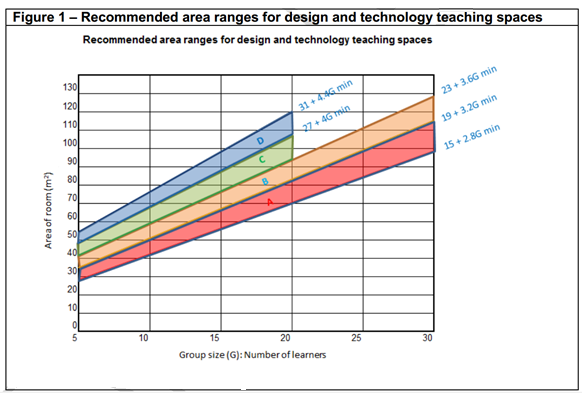 Figure 1 – Recommended area ranges for design and technology teaching spaces
Recommended area ranges for design and technology teaching spaces
130
120
110
100
90
80
70
60
50
40
30
20
10
0
Area of room (m²)
5
10
15
20
25
30
Group size (G): Number of learners
31 + 4.4G min
27 + 4G min
23 + 3.6G min
19 + 3.2G min
15 + 2.8G min
D
C
B
A